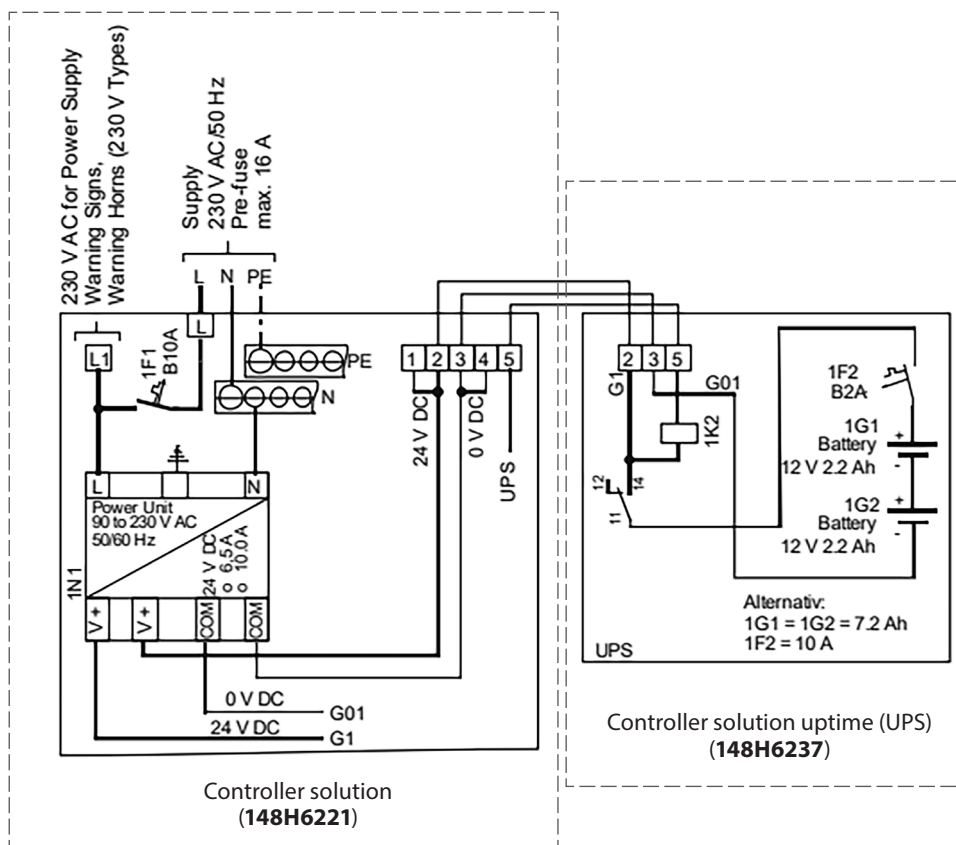 230 V AC for Power Supply
Warning Signs,
Warning Horns (230 V Types)
Supply
230 V AC/50 Hz
Pre-fuse
max. 16 A
L N PE
L
L1
1F1
B10A
PE
N
1 2 3 4 5
24 V DC
0 V DC
UPS
L N
Power Unit
90 to 230 V AC
50/60 Hz
24 V DC
o 6,5 A
o 10.0 A
1N1
V+ V+ COM COM
0 V DC
G01
24 V DC
G1
Controller solution
(148H6221)
2 3 5
G1
G01
1K2
12
14
11
1F2
B2A
+
1G1
Battery
12 V 2.2 Ah
-
+
1G2
Battery
12 V 2.2 Ah
-
Alternativ:
1G1 = 1G2 = 7.2 Ah
1F2 = 10 A
UPS
Controller solution uptime (UPS)
(148H6237)